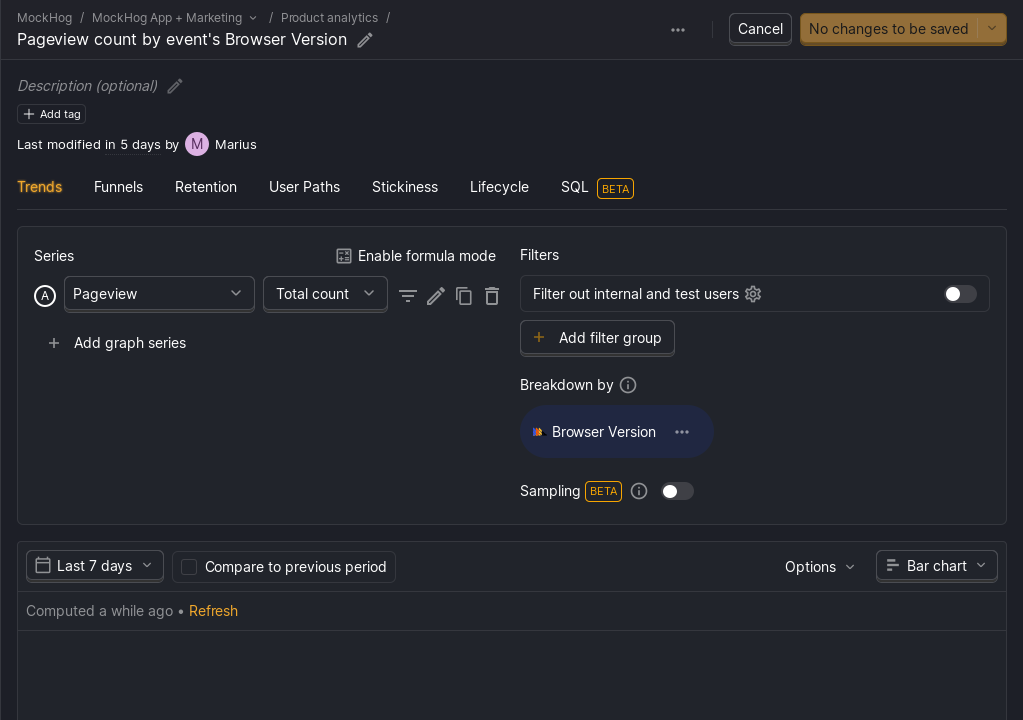 MockHog / MockHog App + Marketing / Product analytics /
Pageview count by event's Browser Version
Cancel
No changes to be saved
Description (optional)
Add tag
Last modified in 5 days by M Marius
Trends Funnels Retention User Paths Stickiness Lifecycle SQL BETA
Series
Enable formula mode
A Pageview Total count
Add graph series
Filters
Filter out internal and test users
Add filter group
Breakdown by
Browser Version
Sampling BETA
Last 7 days Compare to previous period Options Bar chart
Computed a while ago • Refresh